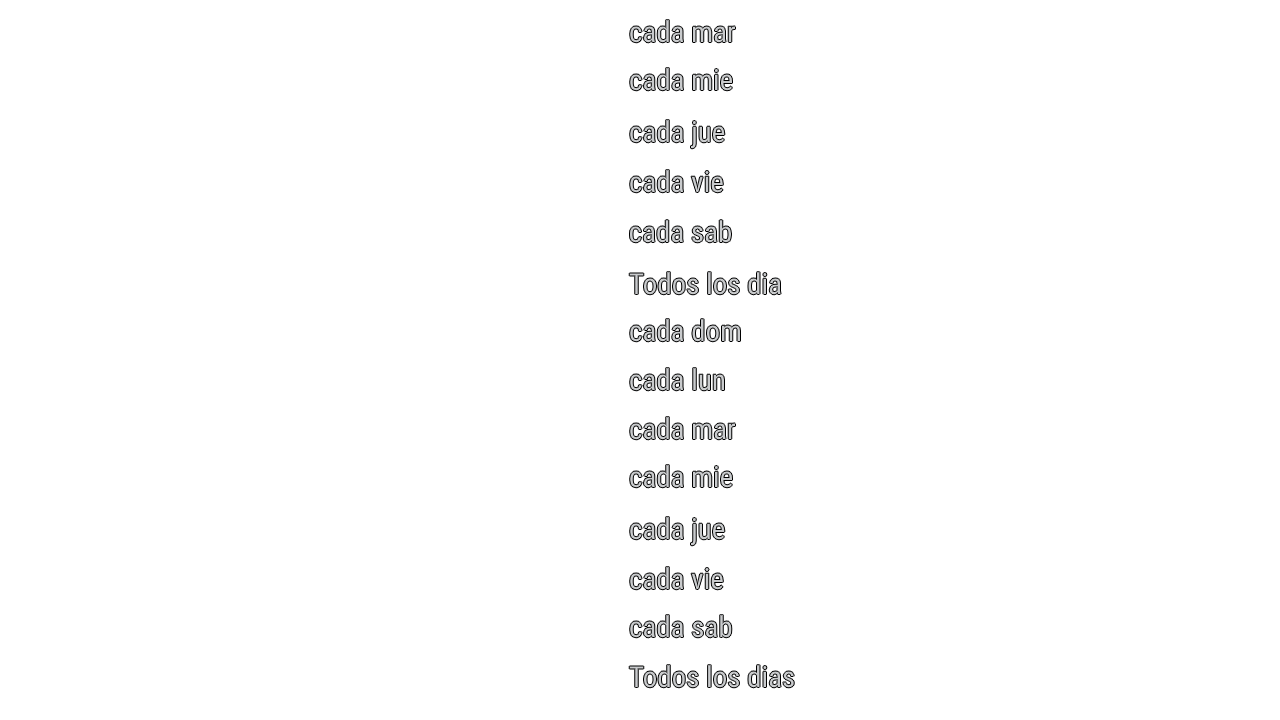 cada mar
cada mie
cada jue
cada vie
cada sab
Todos los dia
cada dom
cada lun
cada mar
cada mie
cada jue
cada vie
cada sab
Todos los dias